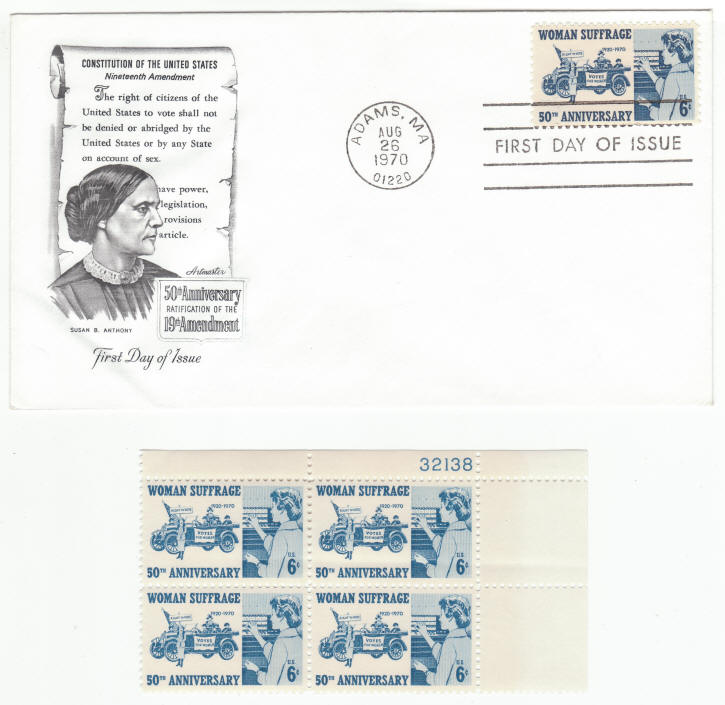 CONSTITUTION OF THE UNITED STATES
Nineteenth Amendment
The right of citizens of the
United States to vote shall not
be denied or abridged by the
United States or by any State
on account of sex.
have power,
legislation,
rovisions
article.
Artmaster
50th Anniversary
RATIFICATION OF THE
19th Amendment
SUSAN B. ANTHONY
First Day of Issue
ADAMS, MA
AUG
26
1970
01220
WOMAN SUFFRAGE
1920-1970
VOTES
FOR WOMEN
U.S.
50TH ANNIVERSARY 6¢
FIRST DAY OF ISSUE
32138
WOMAN SUFFRAGE
1920-1970
VOTES
FOR WOMEN
U.S.
50TH ANNIVERSARY 6¢
WOMAN SUFFRAGE
1920-1970
VOTES
FOR WOMEN
U.S.
50TH ANNIVERSARY 6¢
WOMAN SUFFRAGE
1920-1970
VOTES
FOR WOMEN
U.S.
50TH ANNIVERSARY 6¢
WOMAN SUFFRAGE
1920-1970
VOTES
FOR WOMEN
U.S.
50TH ANNIVERSARY 6¢